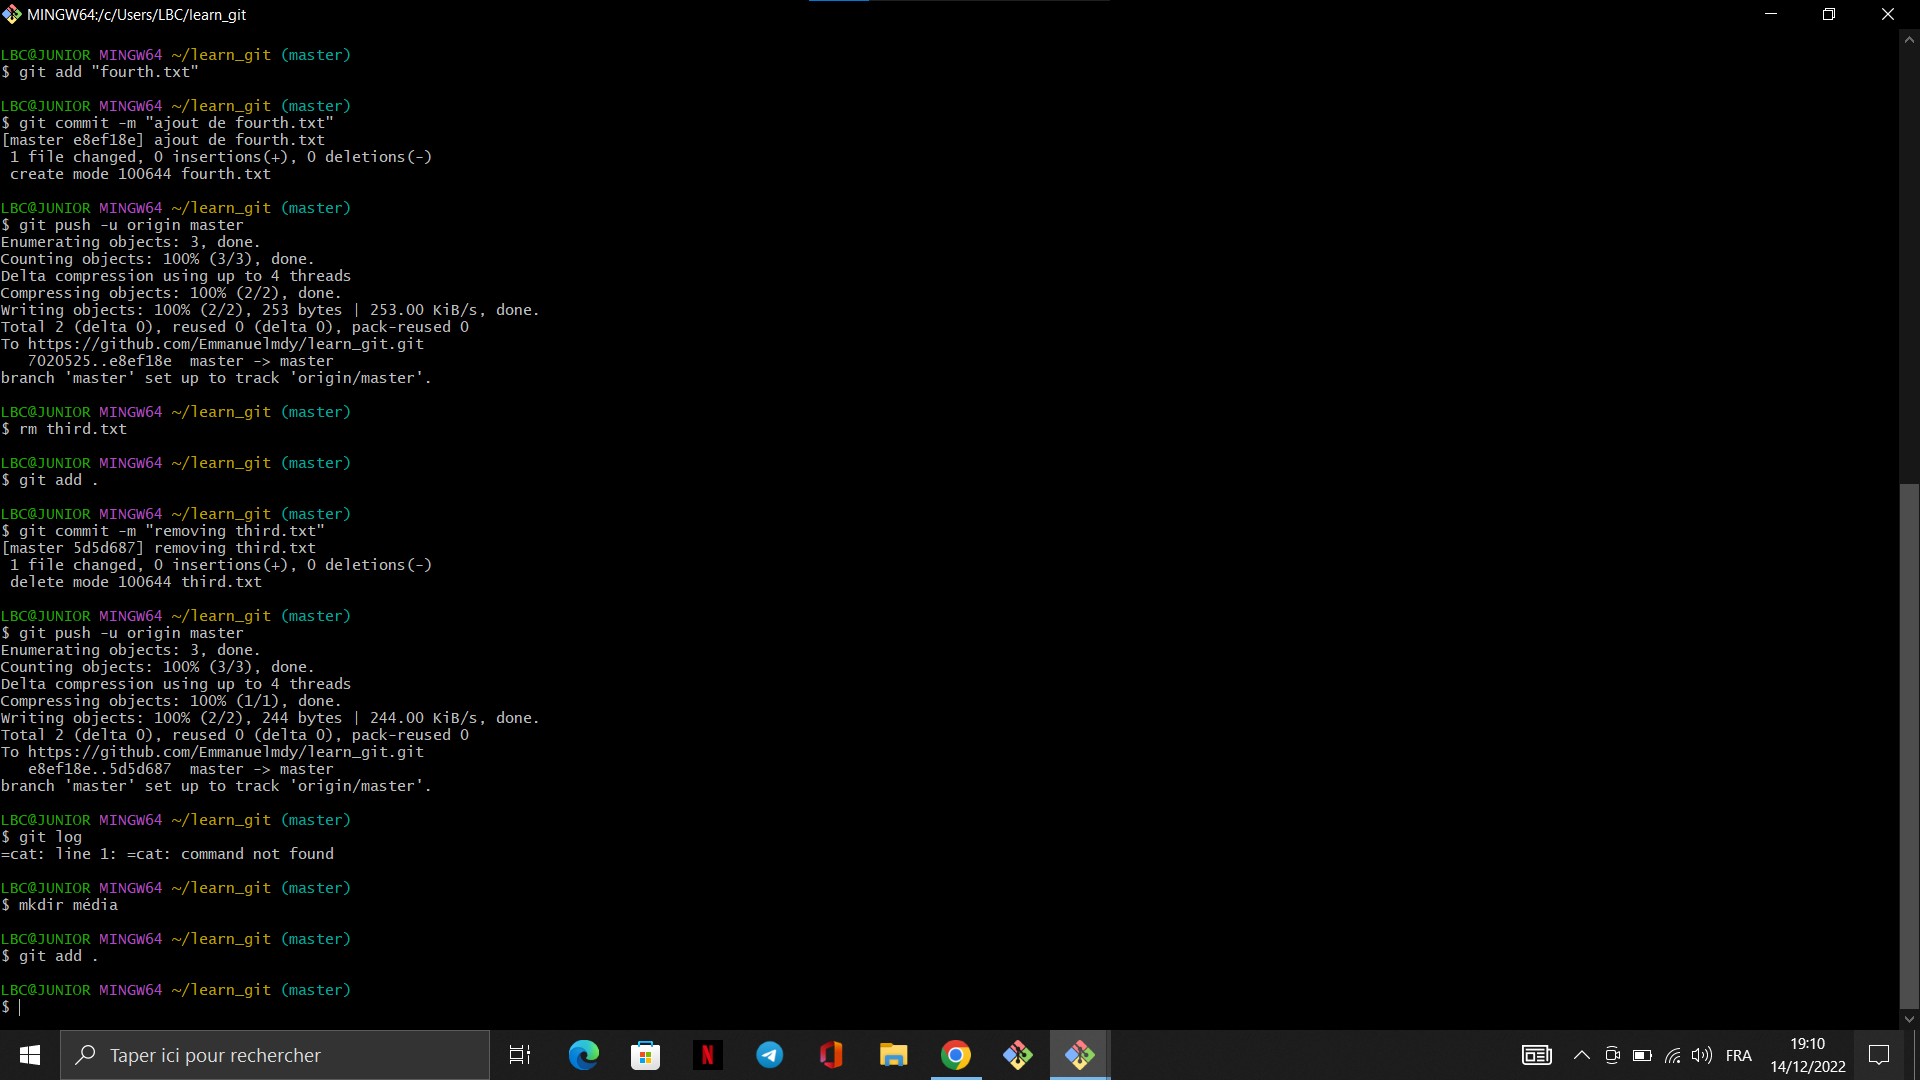 MINGW64:/c/Users/LBC/learn_git
LBC@JUNIOR MINGW64 ~/learn_git (master)
$ git add "fourth.txt"
LBC@JUNIOR MINGW64 ~/learn_git (master)
$ git commit -m "ajout de fourth.txt"
[master e8ef18e] ajout de fourth.txt
 1 file changed, 0 insertions(+), 0 deletions(-)
 create mode 100644 fourth.txt
LBC@JUNIOR MINGW64 ~/learn_git (master)
$ git push -u origin master
Enumerating objects: 3, done.
Counting objects: 100% (3/3), done.
Delta compression using up to 4 threads
Compressing objects: 100% (2/2), done.
Writing objects: 100% (2/2), 253 bytes | 253.00 KiB/s, done.
Total 2 (delta 0), reused 0 (delta 0), pack-reused 0
To https://github.com/Emmanuelmdy/learn_git.git
   7020525..e8ef18e  master -> master
branch 'master' set up to track 'origin/master'.
LBC@JUNIOR MINGW64 ~/learn_git (master)
$ rm third.txt
LBC@JUNIOR MINGW64 ~/learn_git (master)
$ git add .
LBC@JUNIOR MINGW64 ~/learn_git (master)
$ git commit -m "removing third.txt"
[master 5d5d687] removing third.txt
 1 file changed, 0 insertions(+), 0 deletions(-)
 delete mode 100644 third.txt
LBC@JUNIOR MINGW64 ~/learn_git (master)
$ git push -u origin master
Enumerating objects: 3, done.
Counting objects: 100% (3/3), done.
Delta compression using up to 4 threads
Compressing objects: 100% (1/1), done.
Writing objects: 100% (2/2), 244 bytes | 244.00 KiB/s, done.
Total 2 (delta 0), reused 0 (delta 0), pack-reused 0
To https://github.com/Emmanuelmdy/learn_git.git
   e8ef18e..5d5d687  master -> master
branch 'master' set up to track 'origin/master'.
LBC@JUNIOR MINGW64 ~/learn_git (master)
$ git log
=cat: line 1: =cat: command not found
LBC@JUNIOR MINGW64 ~/learn_git (master)
$ mkdir média
LBC@JUNIOR MINGW64 ~/learn_git (master)
$ git add .
LBC@JUNIOR MINGW64 ~/learn_git (master)
$
Taper ici pour rechercher
N
FRA
19:10
14/12/2022